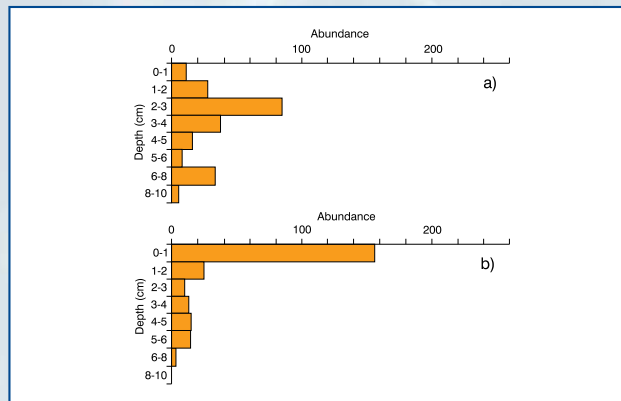 Abundance
0 100 200
a)
Depth (cm)
0-1
1-2
2-3
3-4
4-5
5-6
6-8
8-10
Abundance
0 100 200
b)
Depth (cm)
0-1
1-2
2-3
3-4
4-5
5-6
6-8
8-10